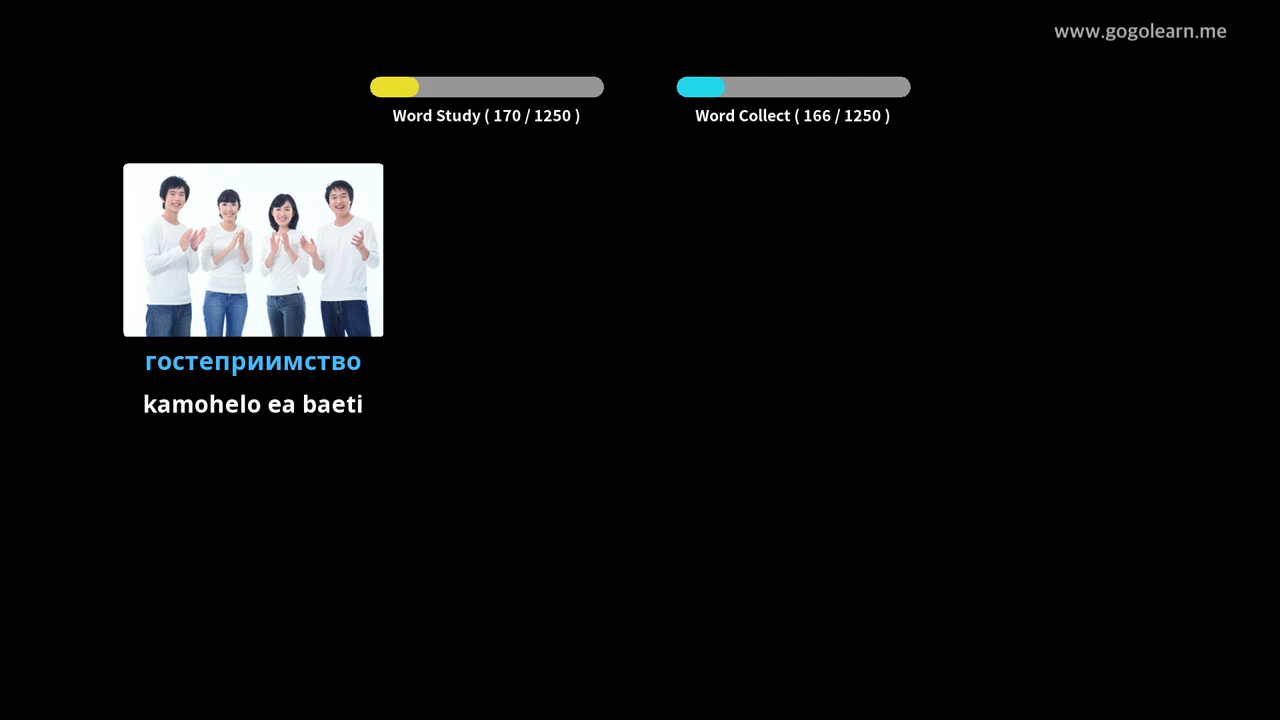 www.gogolearn.me
Word Study ( 170 / 1250 )
Word Collect ( 166 / 1250 )
гостеприимство
kamohelo ea baeti